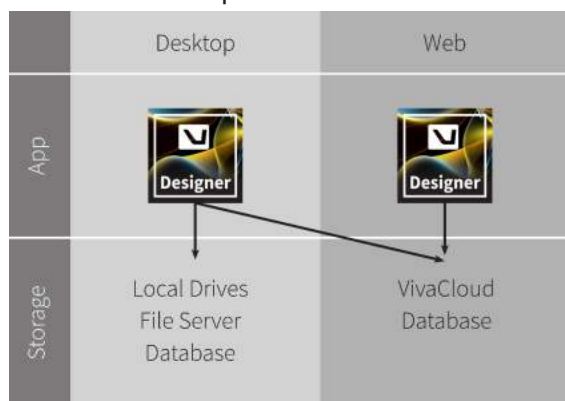 Desktop
Web
App
Designer
Designer
Storage
Local Drives
File Server
Database
VivaCloud
Database